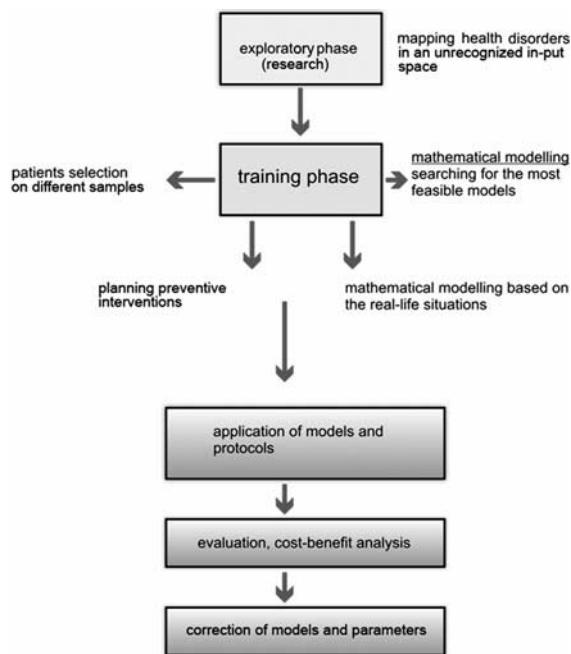 exploratory phase
(research)
mapping health disorders
in an unrecognized in-put
space
patients selection
on different samples
training phase
mathematical modelling
searching for the most
feasible models
planning preventive
interventions
mathematical modelling based on
the real-life situations
application of models and
protocols
evaluation, cost-benefit analysis
correction of models and parameters